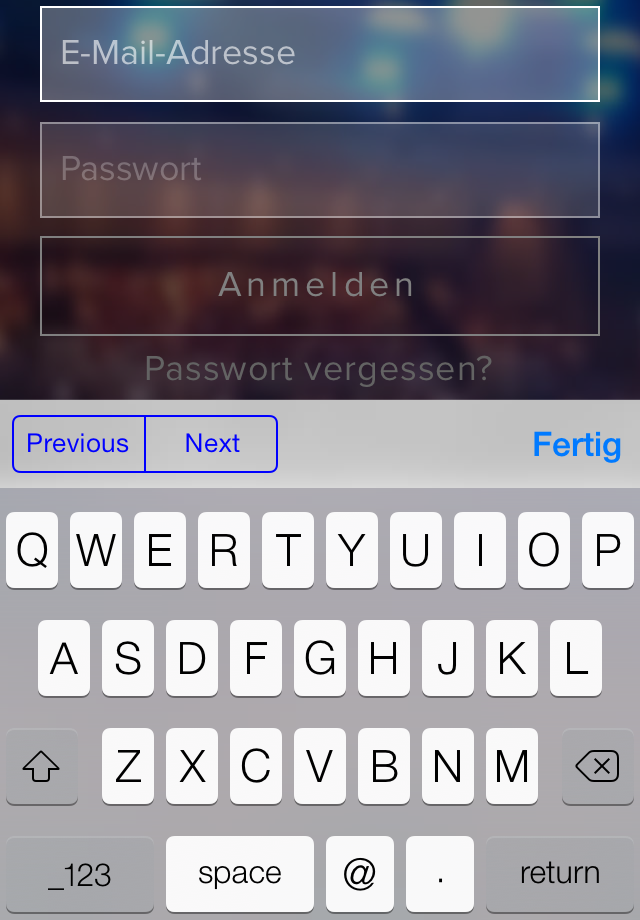 E-Mail-Adresse
Passwort
Anmelden
Passwort vergessen?
Previous Next Fertig
Q W E R T Y U I O P
A S D F G H J K L
Z X C V B N M
_123 space @ . return